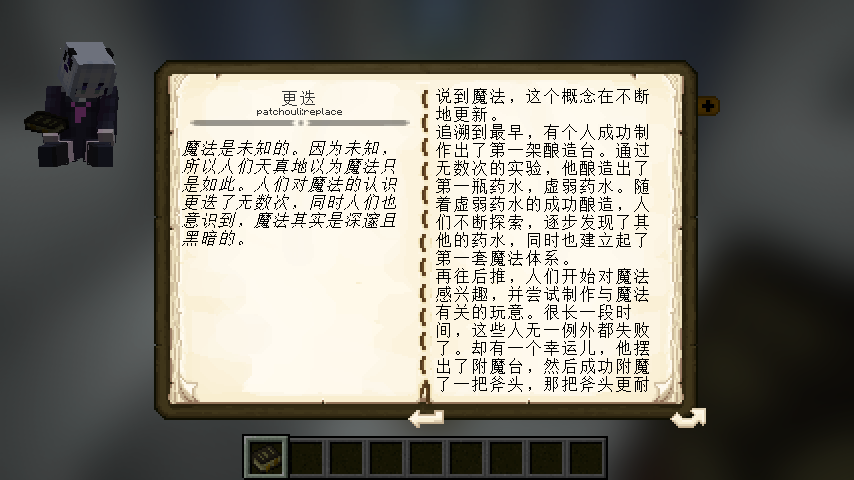 更迭
patchouli:replace
魔法是未知的。因为未知，
所以人们天真地以为魔法只
是如此。人们对魔法的认识
更迭了无数次，同时人们也
意识到，魔法其实是深邃且
黑暗的。
说到魔法，这个概念在不断
地更新。
追溯到最早，有个人成功制
作出了第一架酿造台。通过
无数次的实验，他酿造出了
第一瓶药水，虚弱药水。随
着虚弱药水的成功酿造，人
们不断探索，逐步发现了其
他的药水，同时也建立起了
第一套魔法体系。
再往后推，人们开始对魔法
感兴趣，并尝试制作与魔法
有关的玩意。很长一段时
间，这些人无一例外都失败
了。却有一个幸运儿，他摆
出了附魔台，然后成功附魔
了一把斧头，那把斧头更耐